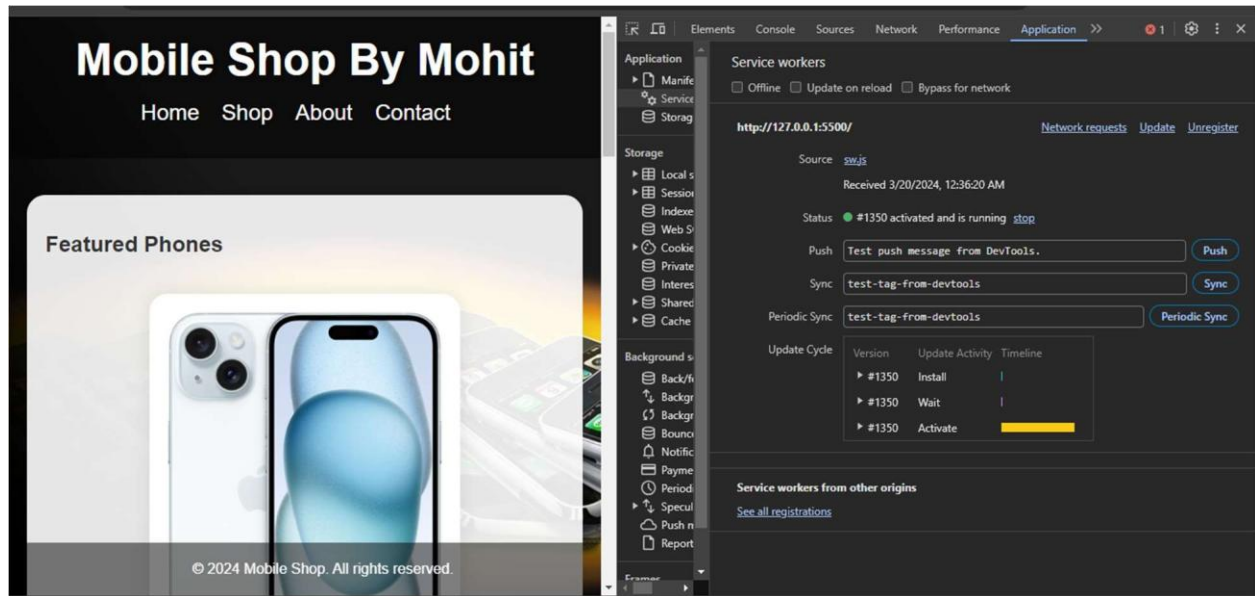 Mobile Shop By Mohit
Home Shop About Contact
Featured Phones
© 2024 Mobile Shop. All rights reserved.
Elements Console Sources Network Performance Application 1
Application
Manife
Service
Storag
Storage
Local s
Session
Indexe
Web S
Cookie
Private
Interes
Shared
Cache
Background s
Back/f
Backgr
Backgr
Bounce
Notific
Payme
Periodi
Specul
Push m
Report
Frames
Service workers
Offline Update on reload Bypass for network
http://127.0.0.1:5500/ Network requests Update Unregister
Source sw.js
Received 3/20/2024, 12:36:20 AM
Status #1350 activated and is running stop
Push Test push message from DevTools. Push
Sync test-tag-from-devtools Sync
Periodic Sync test-tag-from-devtools Periodic Sync
Update Cycle Version Update Activity Timeline
#1350 Install
#1350 Wait
#1350 Activate
Service workers from other origins
See all registrations